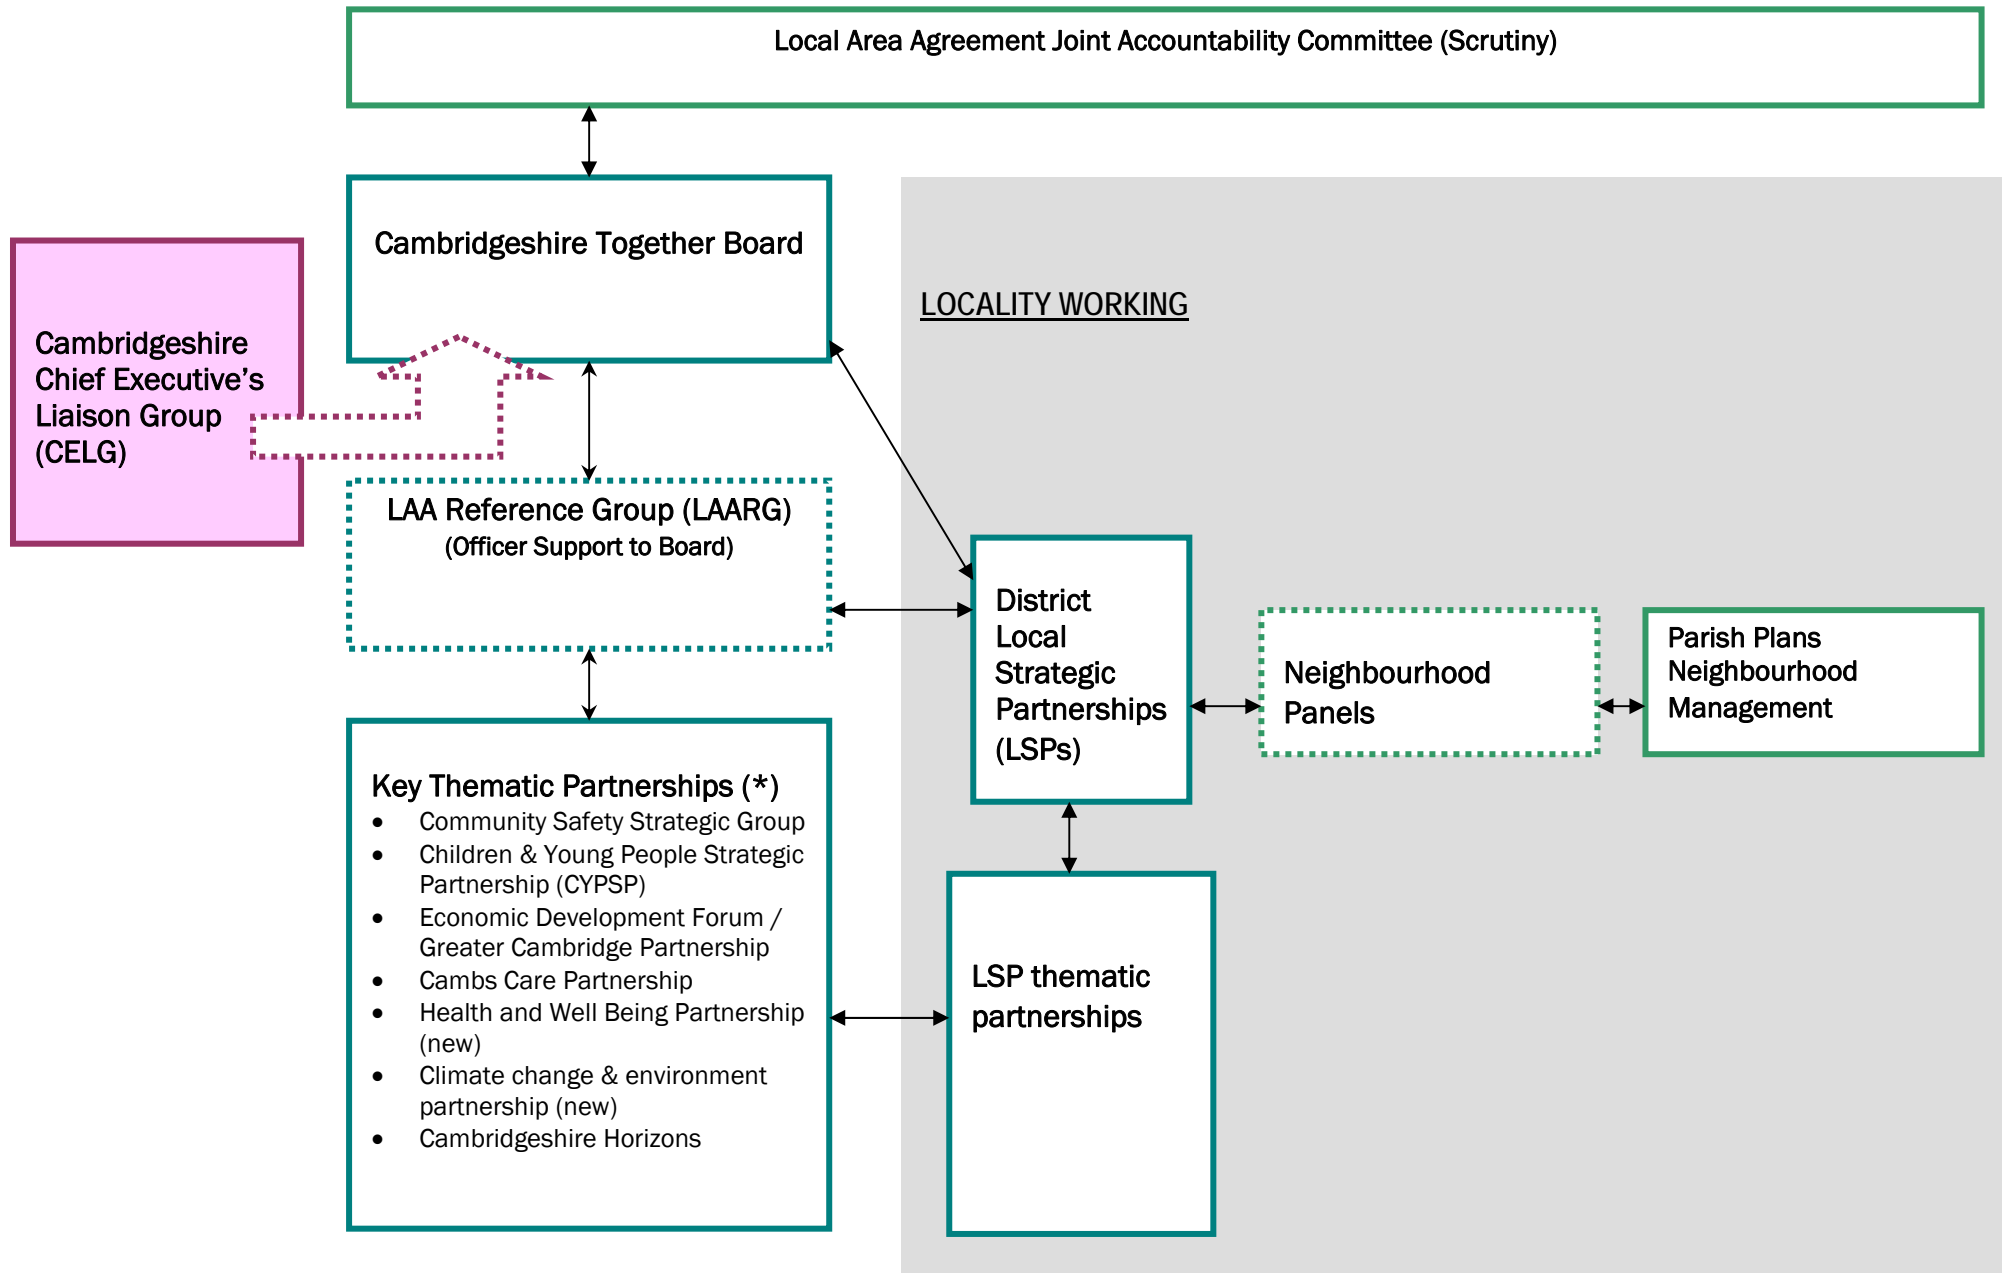 Local Area Agreement Joint Accountability Committee (Scrutiny)
Cambridgeshire Together Board
LOCALITY WORKING
Cambridgeshire
Chief Executive’s
Liaison Group
(CELG)
LAA Reference Group (LAARG)
(Officer Support to Board)
District
Local
Strategic
Partnerships
(LSPs)
Neighbourhood
Panels
Parish Plans
Neighbourhood
Management
Key Thematic Partnerships (*)
• Community Safety Strategic Group
• Children & Young People Strategic
Partnership (CYPSP)
• Economic Development Forum /
Greater Cambridge Partnership
• Cambs Care Partnership
• Health and Well Being Partnership
(new)
• Climate change & environment
partnership (new)
• Cambridgeshire Horizons
LSP thematic
partnerships